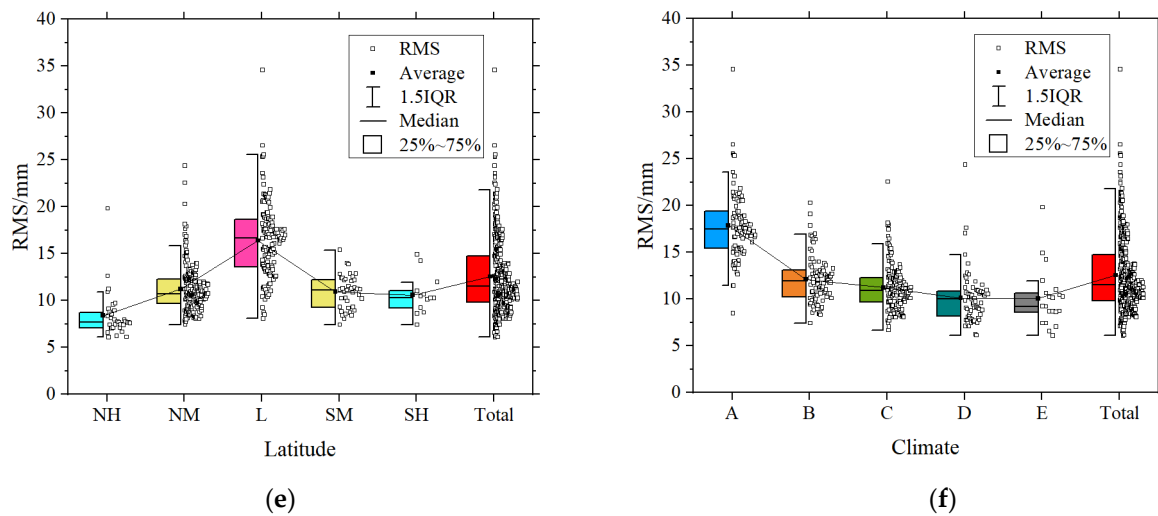 40
35
30
25
20
15
10
5
0
RMS/mm
RMS
Average
1.5IQR
Median
25%~75%
NH NM L SM SH Total
Latitude
(e)
40
35
30
25
20
15
10
5
0
RMS/mm
RMS
Average
1.5IQR
Median
25%~75%
A B C D E Total
Climate
(f)